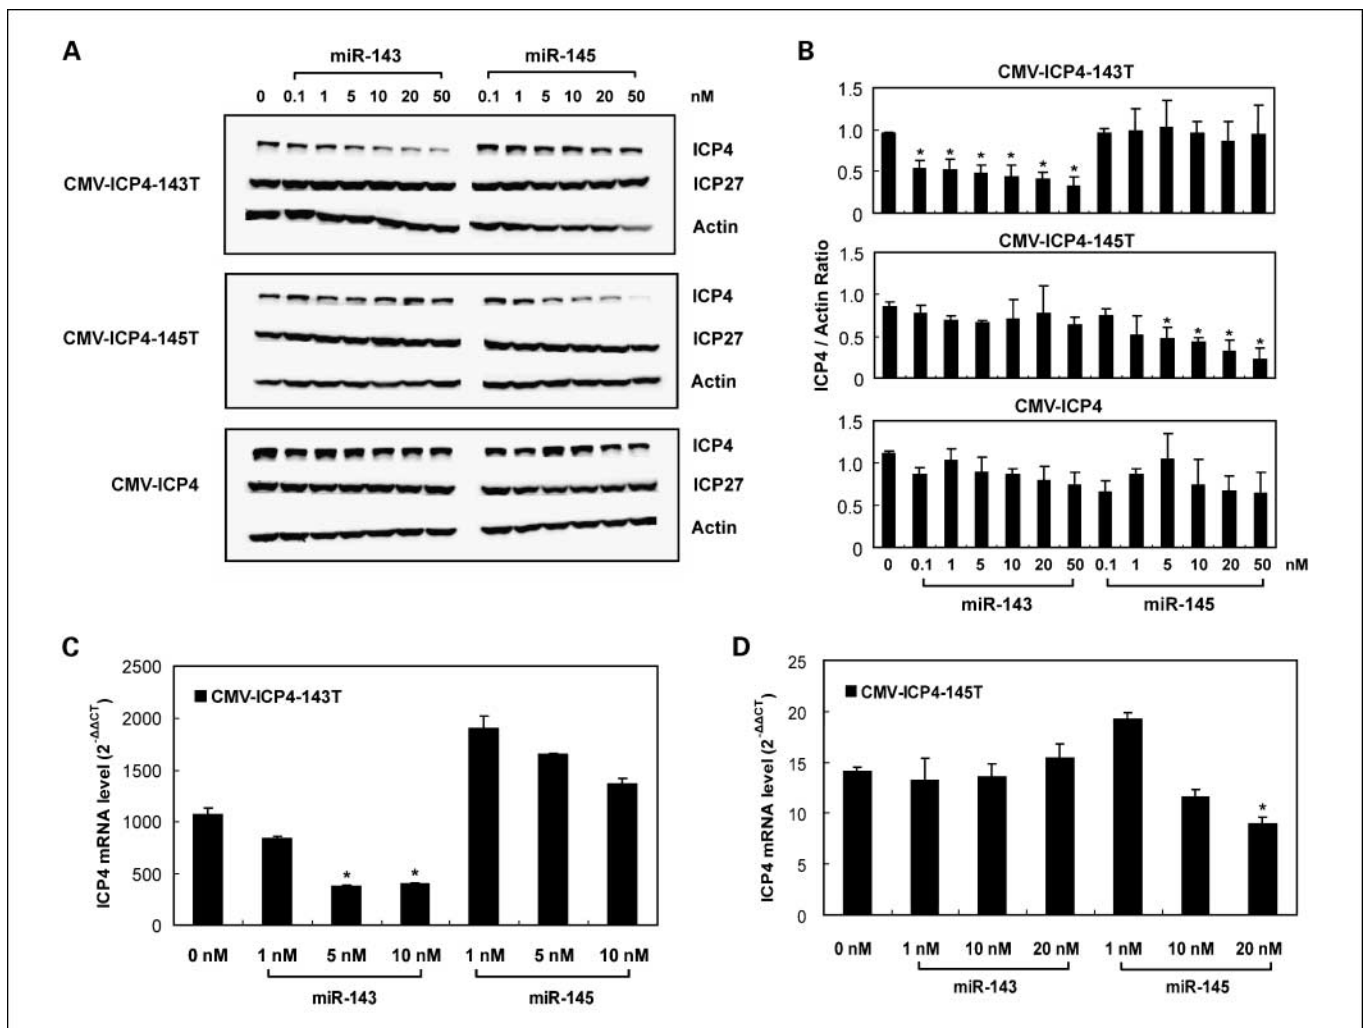 A
miR-143
miR-145
0 0.1 1 5 10 20 50 0.1 1 5 10 20 50 nM
CMV-ICP4-143T
ICP4
ICP27
Actin
CMV-ICP4-145T
ICP4
ICP27
Actin
CMV-ICP4
ICP4
ICP27
Actin
B
ICP4 / Actin Ratio
CMV-ICP4-143T
1.5
1.0
0.5
0
* * * * * *
CMV-ICP4-145T
1.5
1.0
0.5
0
* * * *
CMV-ICP4
1.5
1.0
0.5
0
0 0.1 1 5 10 20 50 0.1 1 5 10 20 50 nM
miR-143
miR-145
C
ICP4 mRNA level (2^-ΔΔCT)
2500
2000
1500
1000
500
0
CMV-ICP4-143T
* *
0 nM 1 nM 5 nM 10 nM 1 nM 5 nM 10 nM
miR-143
miR-145
D
ICP4 mRNA level (2^-ΔΔCT)
25
20
15
10
5
0
CMV-ICP4-145T
*
0 nM 1 nM 10 nM 20 nM 1 nM 10 nM 20 nM
miR-143
miR-145